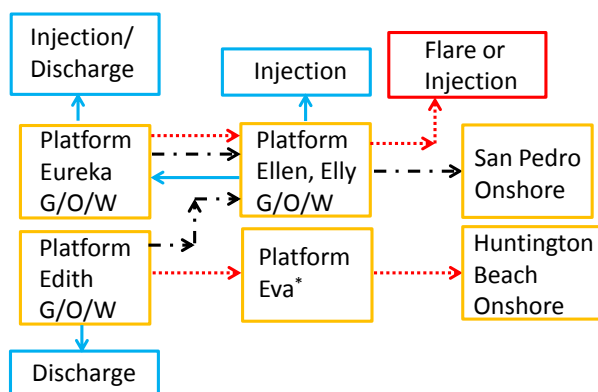 Injection/
Discharge
Injection
Flare or
Injection
Platform
Eureka
G/O/W
Platform
Ellen, Elly
G/O/W
San Pedro
Onshore
Platform
Edith
G/O/W
Platform
Eva*
Huntington
Beach
Onshore
Discharge